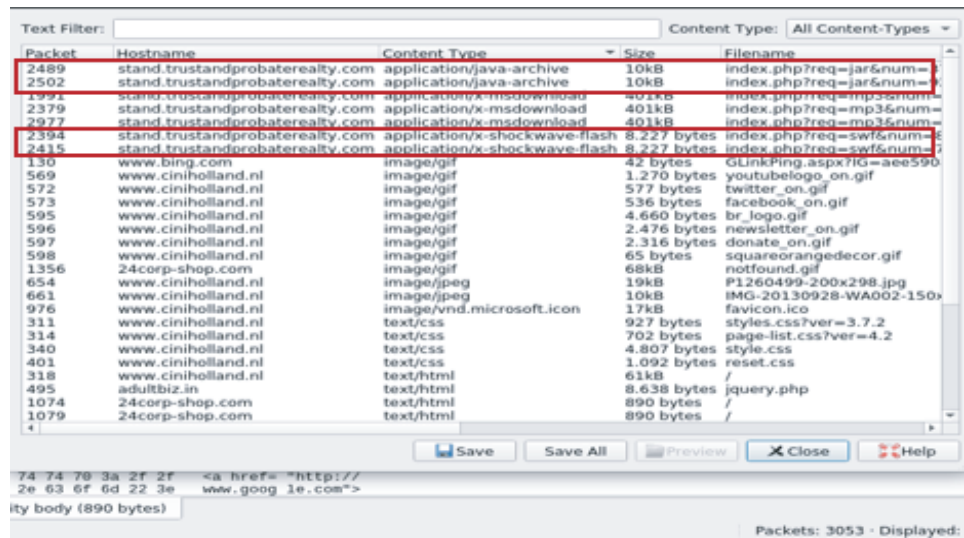 Text Filter: Content Type: All Content-Types
Packet Hostname Content Type Size Filename
2489 stand.trustandprobaterealty.com application/java-archive 10kB index.php?req=jar&num=
2502 stand.trustandprobaterealty.com application/java-archive 10kB index.php?req=jar&num=
1991 stand.trustandprobaterealty.com application/x-msdownload 401kB index.php?req=mp3&num=
2379 stand.trustandprobaterealty.com application/x-msdownload 401kB index.php?req=mp3&num=
2977 stand.trustandprobaterealty.com application/x-msdownload 401kB index.php?req=mp3&num=
2394 stand.trustandprobaterealty.com application/x-shockwave-flash 8.227 bytes index.php?req=swf&num=
2415 stand.trustandprobaterealty.com application/x-shockwave-flash 8.227 bytes index.php?req=swf&num=
130 www.bing.com image/gif 42 bytes GLinkPing.aspx?IG=aee590
569 www.ciniholland.nl image/gif 1.270 bytes youtubelogo_on.gif
572 www.ciniholland.nl image/gif 577 bytes twitter_on.gif
573 www.ciniholland.nl image/gif 536 bytes facebook_on.gif
595 www.ciniholland.nl image/gif 4.660 bytes br_logo.gif
596 www.ciniholland.nl image/gif 2.476 bytes newsletter_on.gif
597 www.ciniholland.nl image/gif 2.316 bytes donate_on.gif
598 www.ciniholland.nl image/gif 65 bytes squareorangedecor.gif
1356 24corp-shop.com image/gif 68kB notfound.gif
654 www.ciniholland.nl image/jpeg 19kB P1260499-200x298.jpg
661 www.ciniholland.nl image/jpeg 10kB IMG-20130928-WA002-150x
976 www.ciniholland.nl image/vnd.microsoft.icon 17kB favicon.ico
311 www.ciniholland.nl text/css 927 bytes styles.css?ver=3.7.2
314 www.ciniholland.nl text/css 702 bytes page-list.css?ver=4.2
340 www.ciniholland.nl text/css 4.807 bytes style.css
401 www.ciniholland.nl text/css 1.092 bytes reset.css
318 www.ciniholland.nl text/html 61kB /
495 adultbiz.in text/html 8.638 bytes jquery.php
1074 24corp-shop.com text/html 890 bytes /
1079 24corp-shop.com text/html 890 bytes /
Save Save All Preview Close Help
74 74 70 3a 2f 2f <a href= "http://
2e 63 6f 6d 22 3e www.goog le.com">
ity body (890 bytes)
Packets: 3053 · Displayed: